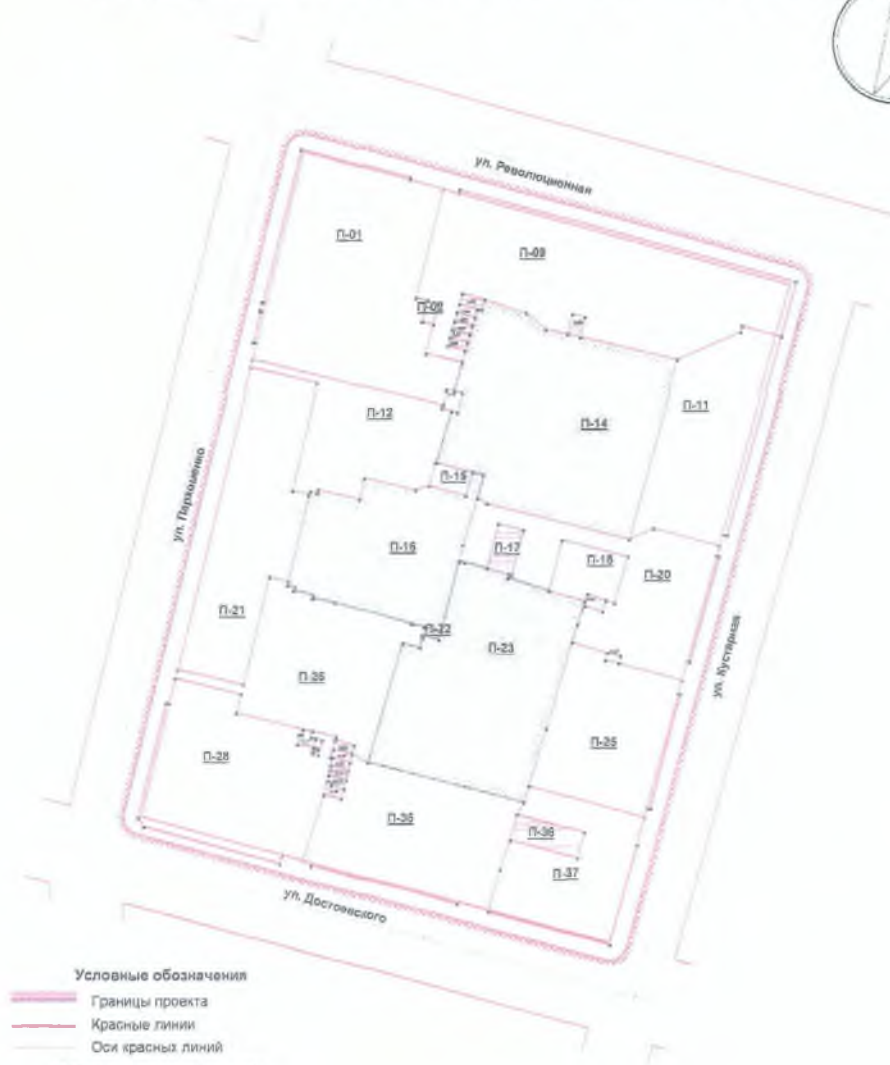 ул. Революционная
П-01
П-09
П-02
П-11
П-12
П-14
П-15
П-16
П-17
П-18
П-20
ул. Пархоменко
П-21
П-22
П-23
П-26
П-25
ул. Кустарная
П-28
П-35
П-36
П-37
ул. Достоевского
Условные обозначения
Границы проекта
Красные линии
Оси красных линий